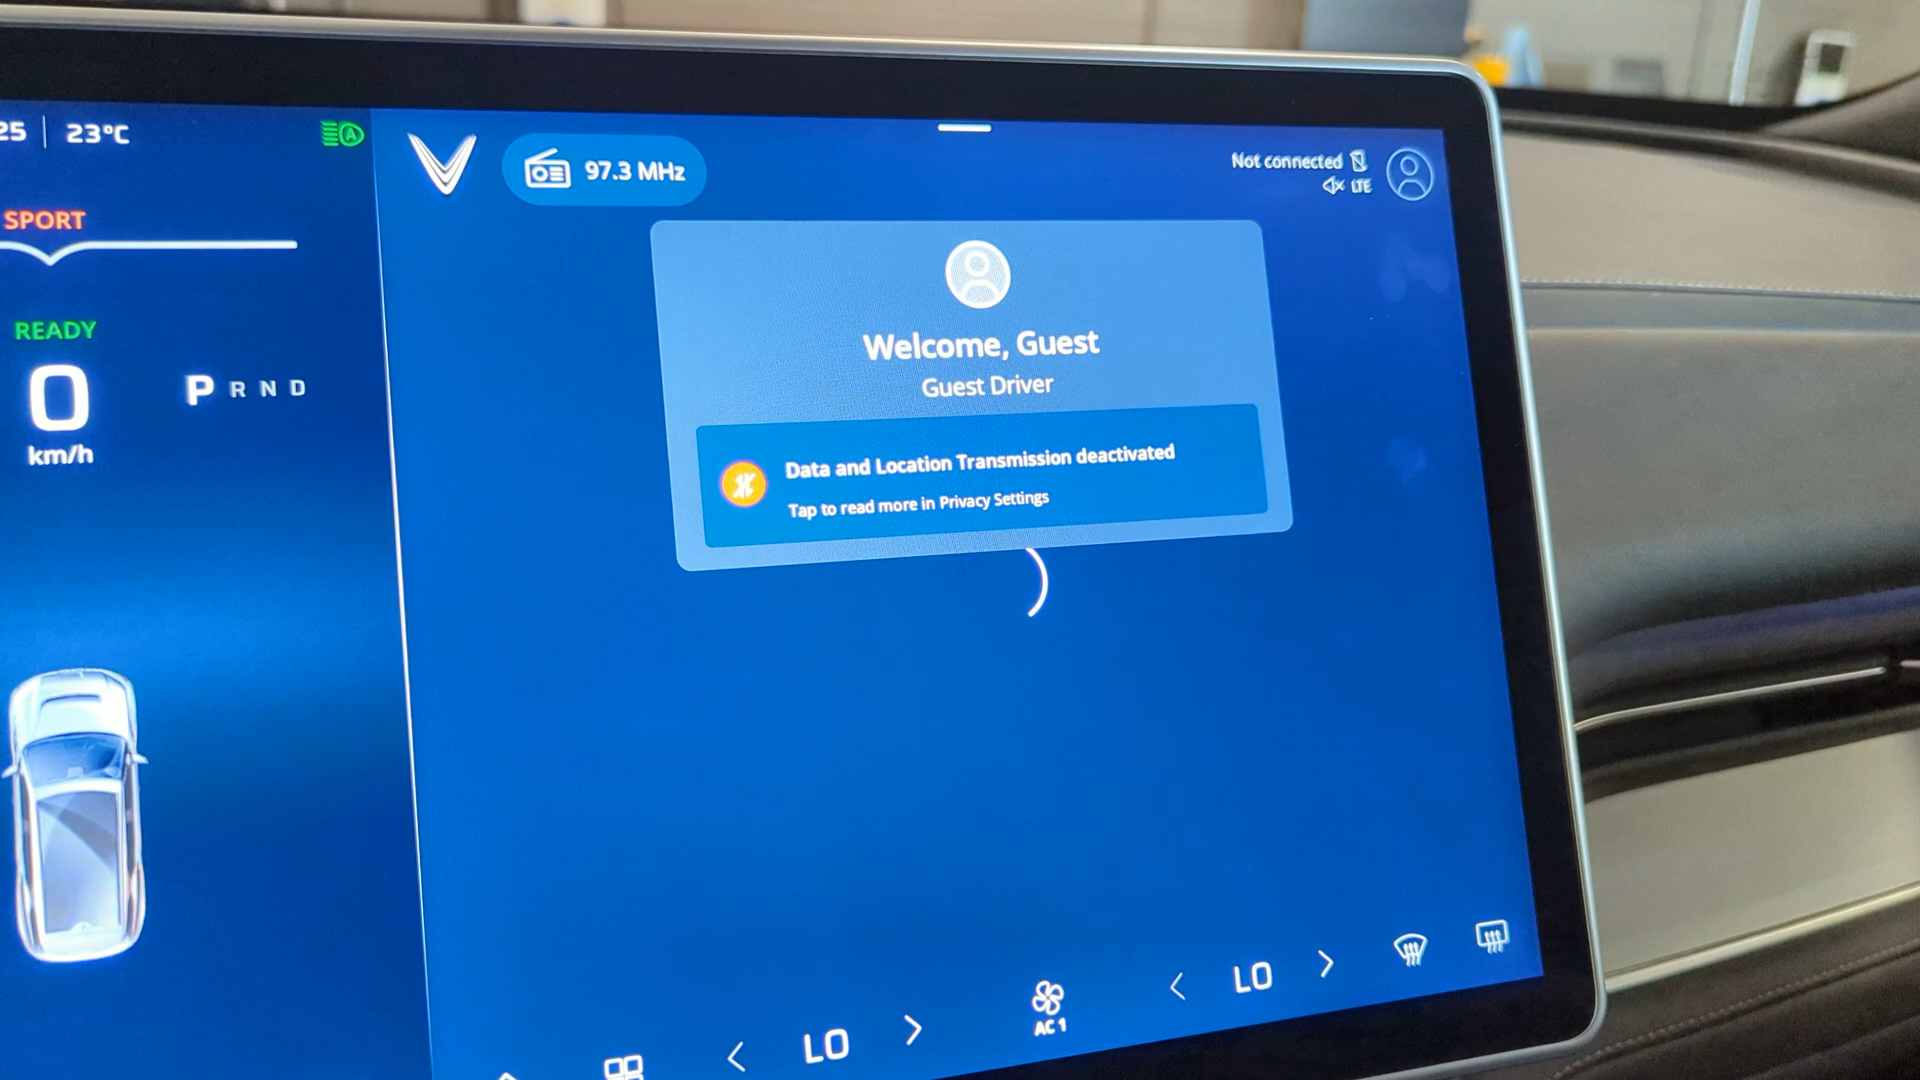 25 | 23°C
SPORT
READY
0
km/h
P R N D
97.3 MHz
Not connected
LTE
Welcome, Guest
Guest Driver
Data and Location Transmission deactivated
Tap to read more in Privacy Settings
LO
AC 1
LO